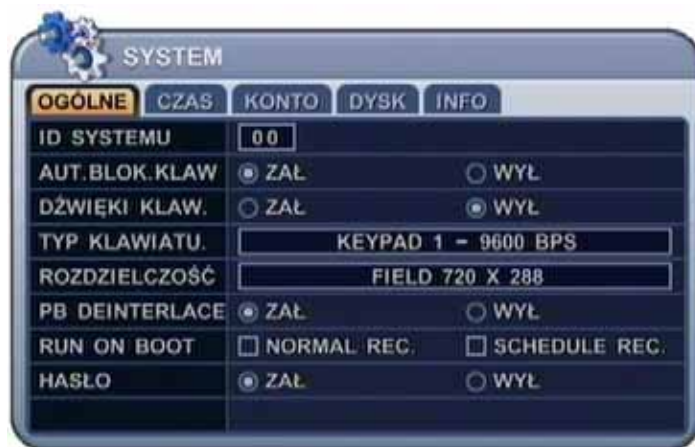 SYSTEM
OGÓLNE CZAS KONTO DYSK INFO
ID SYSTEMU 00
AUT.BLOK.KLAW ZAŁ WYŁ
DŹWIĘKI KLAW. ZAŁ WYŁ
TYP KLAWIATU. KEYPAD 1 - 9600 BPS
ROZDZIELCZOŚĆ FIELD 720 X 288
PB DEINTERLACE ZAŁ WYŁ
RUN ON BOOT NORMAL REC. SCHEDULE REC.
HASŁO ZAŁ WYŁ